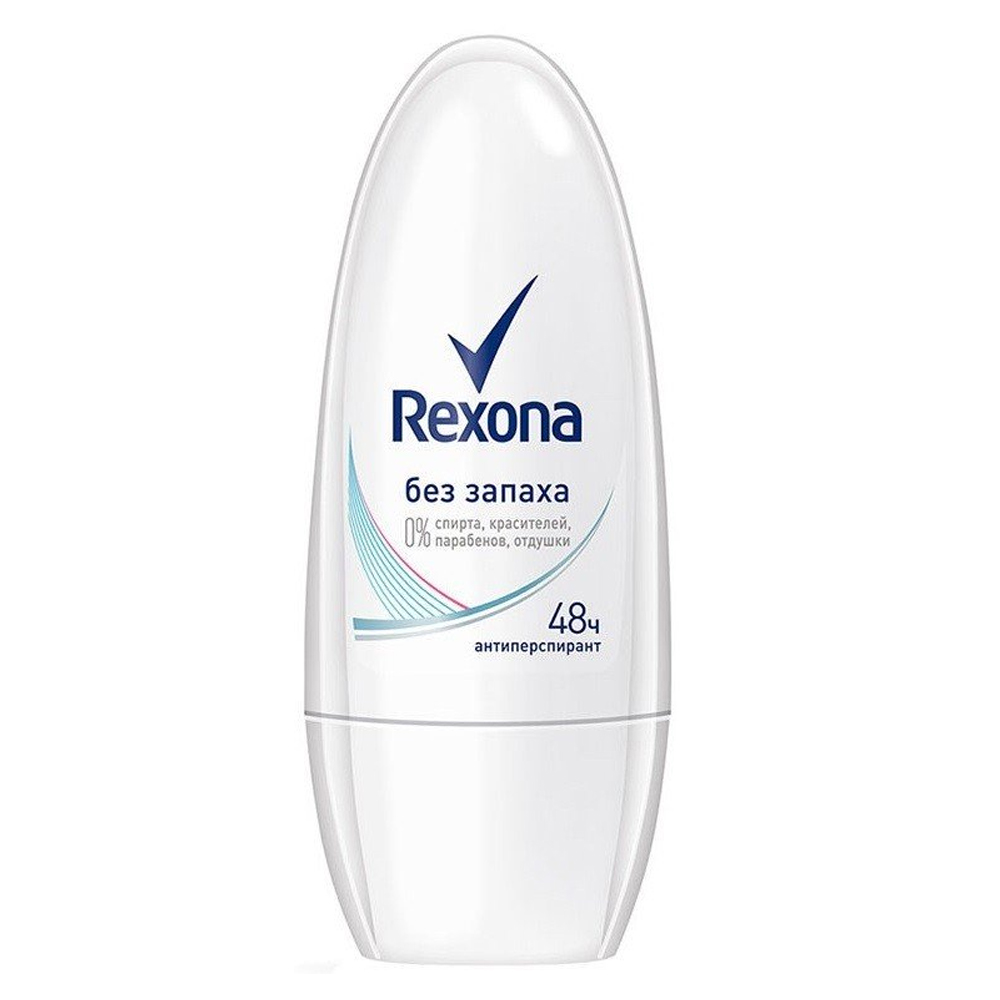 Rexona
без запаха
0% спирта, красителей,
парабенов, отдушки
48ч
антиперспирант